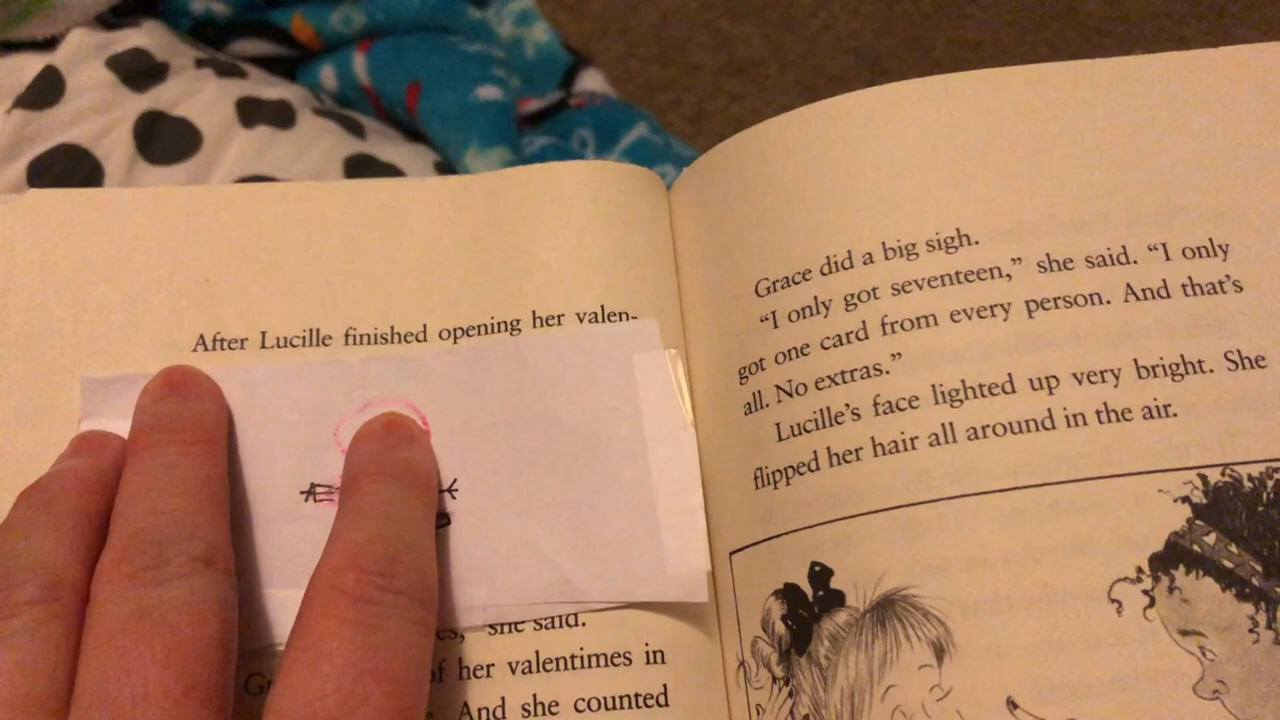 After Lucille finished opening her valen-
she said.
of her valentimes in
And she counted
Grace did a big sigh.
“I only got seventeen,” she said. “I only
got one card from every person. And that’s
all. No extras.”
Lucille’s face lighted up very bright. She
flipped her hair all around in the air.